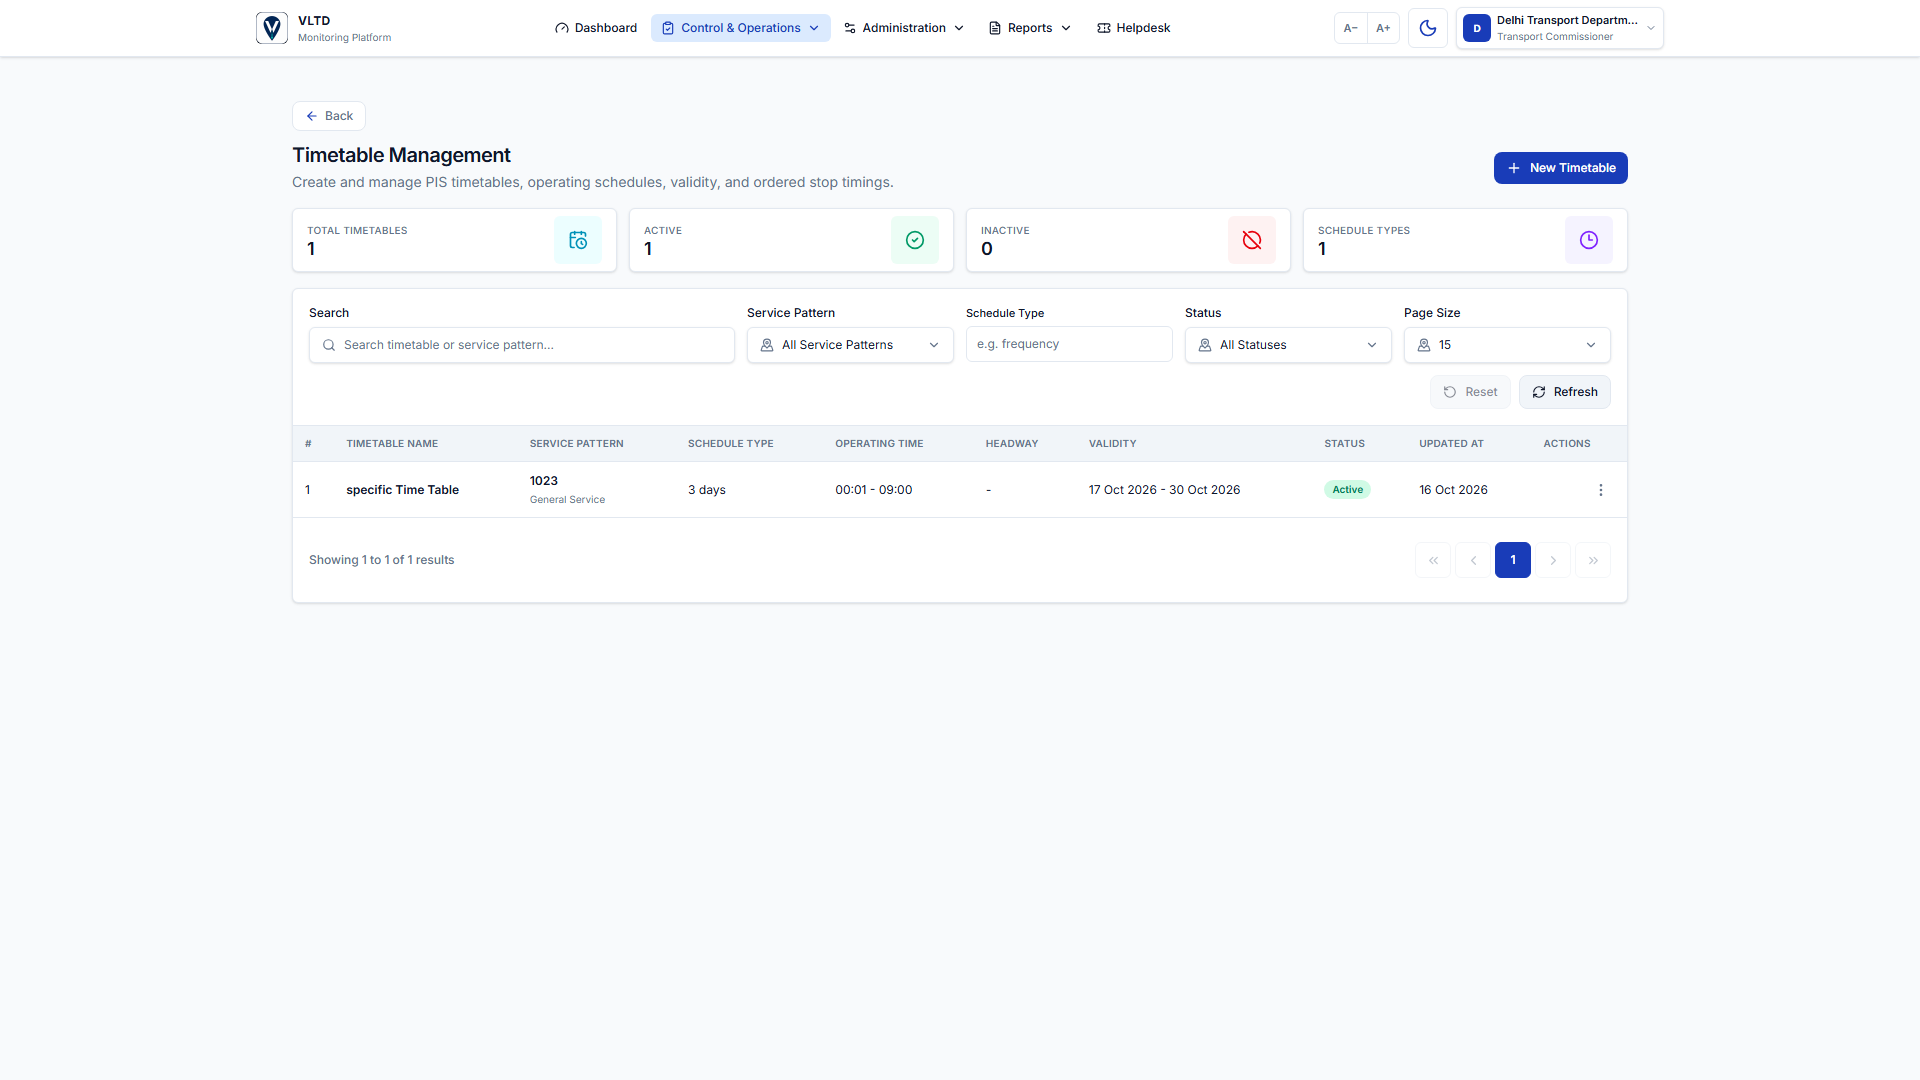 VLTD
Monitoring Platform
Dashboard
Control & Operations
Administration
Reports
Helpdesk
A−
A+
D
Delhi Transport Departm...
Transport Commissioner
Back
Timetable Management
Create and manage PIS timetables, operating schedules, validity, and ordered stop timings.
New Timetable
TOTAL TIMETABLES
1
ACTIVE
1
INACTIVE
0
SCHEDULE TYPES
1
Search
Search timetable or service pattern...
Service Pattern
All Service Patterns
Schedule Type
e.g. frequency
Status
All Statuses
Page Size
15
Reset
Refresh
# TIMETABLE NAME SERVICE PATTERN SCHEDULE TYPE OPERATING TIME HEADWAY VALIDITY STATUS UPDATED AT ACTIONS
1 specific Time Table 1023 3 days 00:01 - 09:00 - 17 Oct 2026 - 30 Oct 2026 Active 16 Oct 2026
General Service
Showing 1 to 1 of 1 results
« ‹ 1 › »